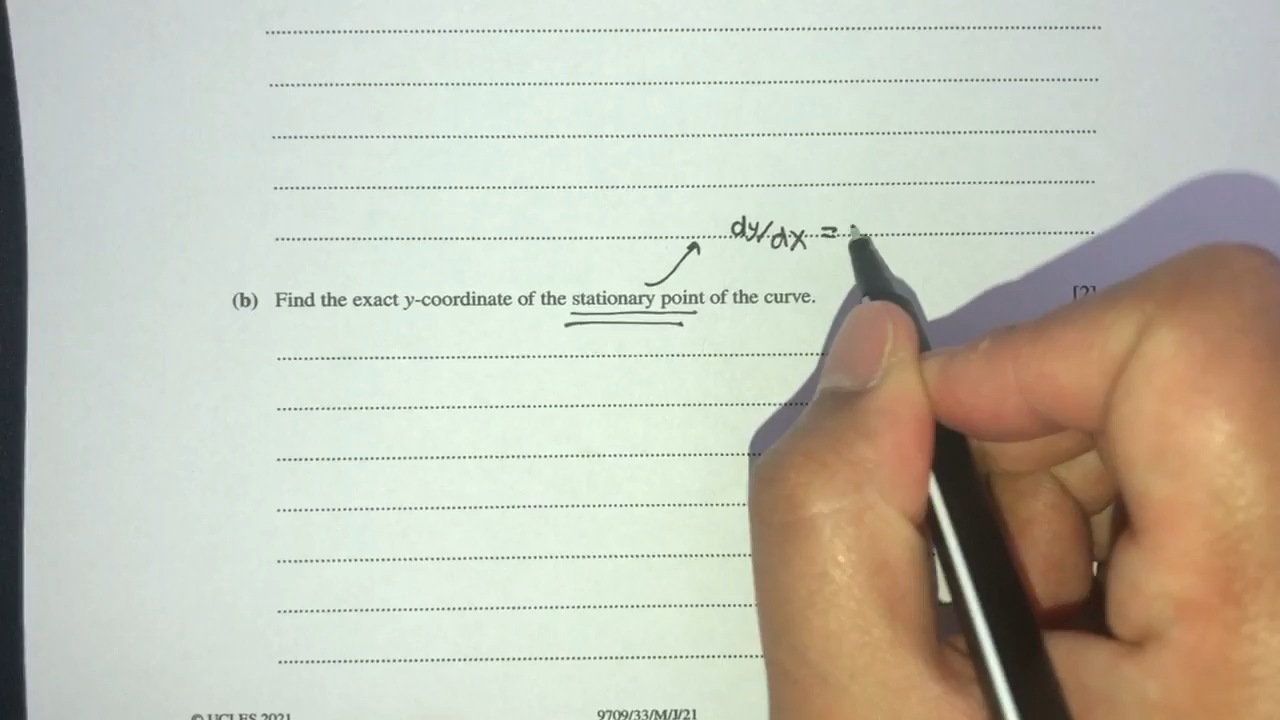 dy/dx =
(b) Find the exact y-coordinate of the stationary point of the curve. [2]
© UCLES 2021 9709/33/M/J/21